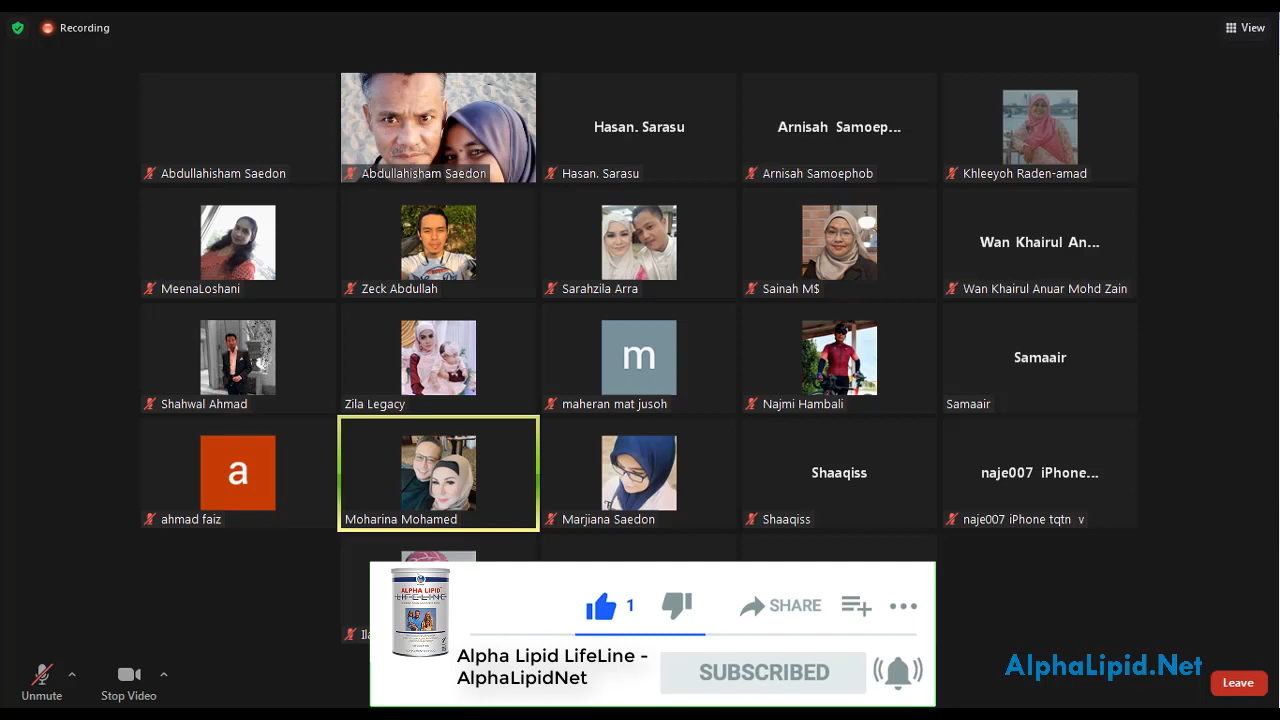 Recording
View
Abdullahisham Saedon
Abdullahisham Saedon
Hasan. Sarasu
Hasan. Sarasu
Arnisah Samoep...
Arnisah Samoephob
Khleeyoh Raden-amad
MeenaLoshani
Zeck Abdullah
Sarahzila Arra
Sainah M$
Wan Khairul An...
Wan Khairul Anuar Mohd Zain
Shahwal Ahmad
Zila Legacy
m
maheran mat jusoh
Najmi Hambali
Samaair
Samaair
a
ahmad faiz
Moharina Mohamed
Marjiana Saedon
Shaaqiss
Shaaqiss
naje007 iPhone...
naje007 iPhone tqtn v
ALPHA LIPID
LIFELINE
1
SHARE
Alpha Lipid LifeLine -
AlphaLipidNet
SUBSCRIBED
AlphaLipid.Net
Unmute
Stop Video
Leave